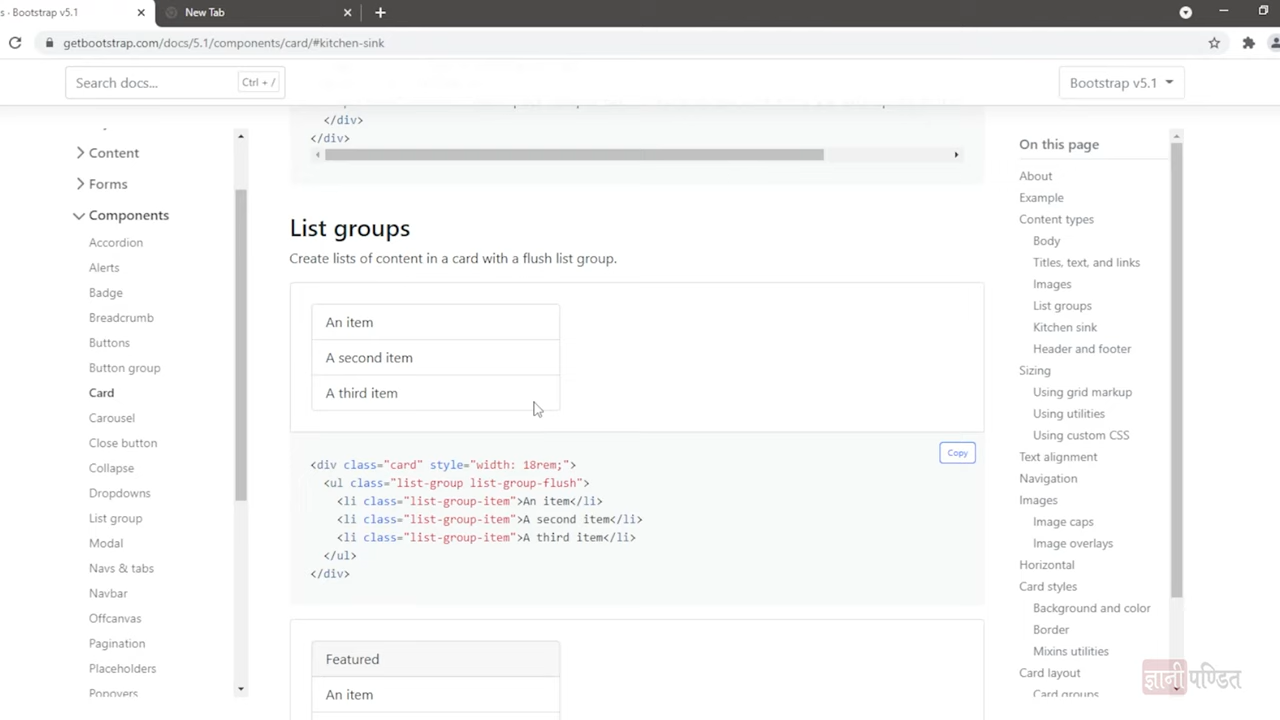 s · Bootstrap v5.1
New Tab
getbootstrap.com/docs/5.1/components/card/#kitchen-sink
Search docs...
Ctrl + /
Bootstrap v5.1
Content
Forms
Components
Accordion
Alerts
Badge
Breadcrumb
Buttons
Button group
Card
Carousel
Close button
Collapse
Dropdowns
List group
Modal
Navs & tabs
Navbar
Offcanvas
Pagination
Placeholders
Popovers
</div>
</div>
List groups
Create lists of content in a card with a flush list group.
An item
A second item
A third item
Copy
<div class="card" style="width: 18rem;">
<ul class="list-group list-group-flush">
<li class="list-group-item">An item</li>
<li class="list-group-item">A second item</li>
<li class="list-group-item">A third item</li>
</ul>
</div>
Featured
An item
On this page
About
Example
Content types
Body
Titles, text, and links
Images
List groups
Kitchen sink
Header and footer
Sizing
Using grid markup
Using utilities
Using custom CSS
Text alignment
Navigation
Images
Image caps
Image overlays
Horizontal
Card styles
Background and color
Border
Mixins utilities
Card layout
Card groups
ज्ञानी पण्डित